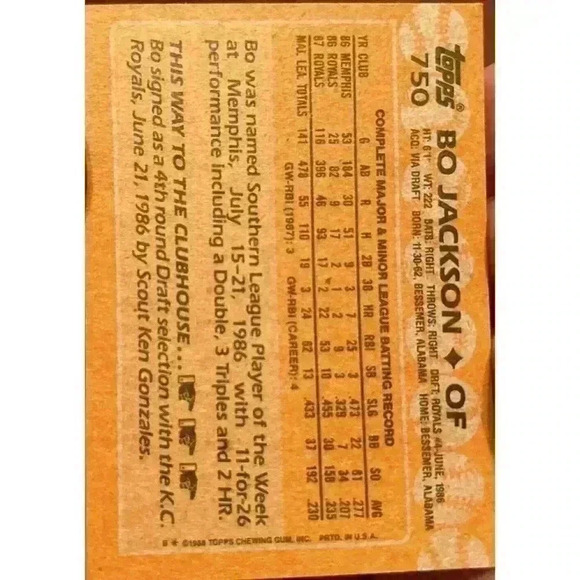 topps®
750
BO JACKSON ✦ OF
HT: 6'1" WT: 222 BATS: RIGHT THROWS: RIGHT DRFT: ROYALS #4-JUNE, 1986
ACQ: VIA DRAFT BORN: 11-30-62, BESSEMER, ALABAMA HOME: BESSEMER, ALABAMA
COMPLETE MAJOR & MINOR LEAGUE BATTING RECORD
YR CLUB G AB R H 2B 3B HR RBI SB SLG BB SO AVG
86 MEMPHIS 53 184 30 51 9 3 7 25 3 .473 22 81 .277
86 ROYALS 25 82 9 17 2 1 2 9 3 .329 7 34 .207
87 ROYALS 116 396 46 93 17 2 22 53 10 .455 30 158 .235
MAJ. LEA. TOTALS 141 478 55 110 19 3 24 62 13 .433 37 192 .230
GW-RBI (1987): 3 GW-RBI (CAREER): 4
Bo was named Southern League Player of the Week
at Memphis, July 15-21, 1986 with 11-for-26
performance including a Double, 3 Triples and 2 HR.
THIS WAY TO THE CLUBHOUSE...
Bo signed as a 4th round Draft selection with the K.C.
Royals, June 21, 1986 by Scout Ken Gonzales.
B ★ ©1988 TOPPS CHEWING GUM, INC. PRTD. IN U.S.A.